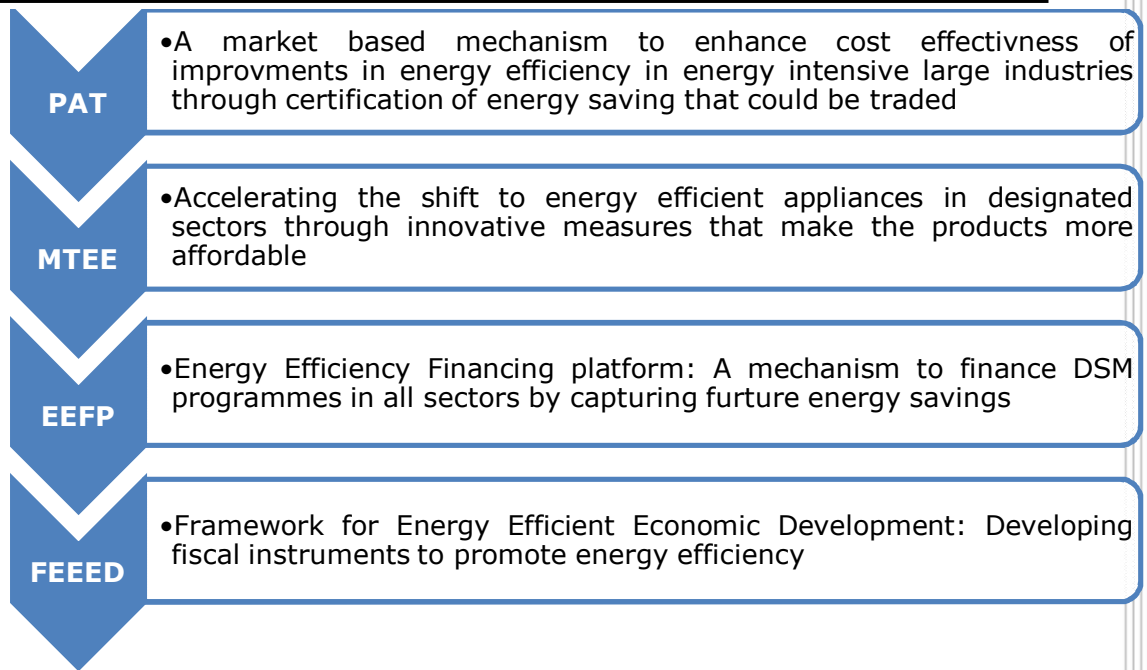 PAT
•A market based mechanism to enhance cost effectivness of
improvments in energy efficiency in energy intensive large industries
through certification of energy saving that could be traded
MTEE
•Accelerating the shift to energy efficient appliances in designated
sectors through innovative measures that make the products more
affordable
EEFP
•Energy Efficiency Financing platform: A mechanism to finance DSM
programmes in all sectors by capturing furture energy savings
FEEED
•Framework for Energy Efficient Economic Development: Developing
fiscal instruments to promote energy efficiency